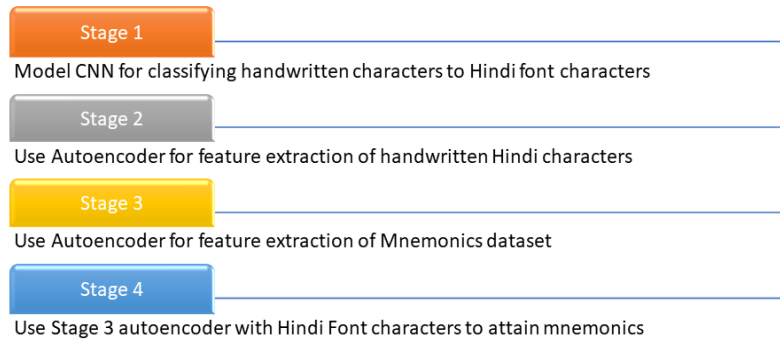 Stage 1
Model CNN for classifying handwritten characters to Hindi font characters
Stage 2
Use Autoencoder for feature extraction of handwritten Hindi characters
Stage 3
Use Autoencoder for feature extraction of Mnemonics dataset
Stage 4
Use Stage 3 autoencoder with Hindi Font characters to attain mnemonics